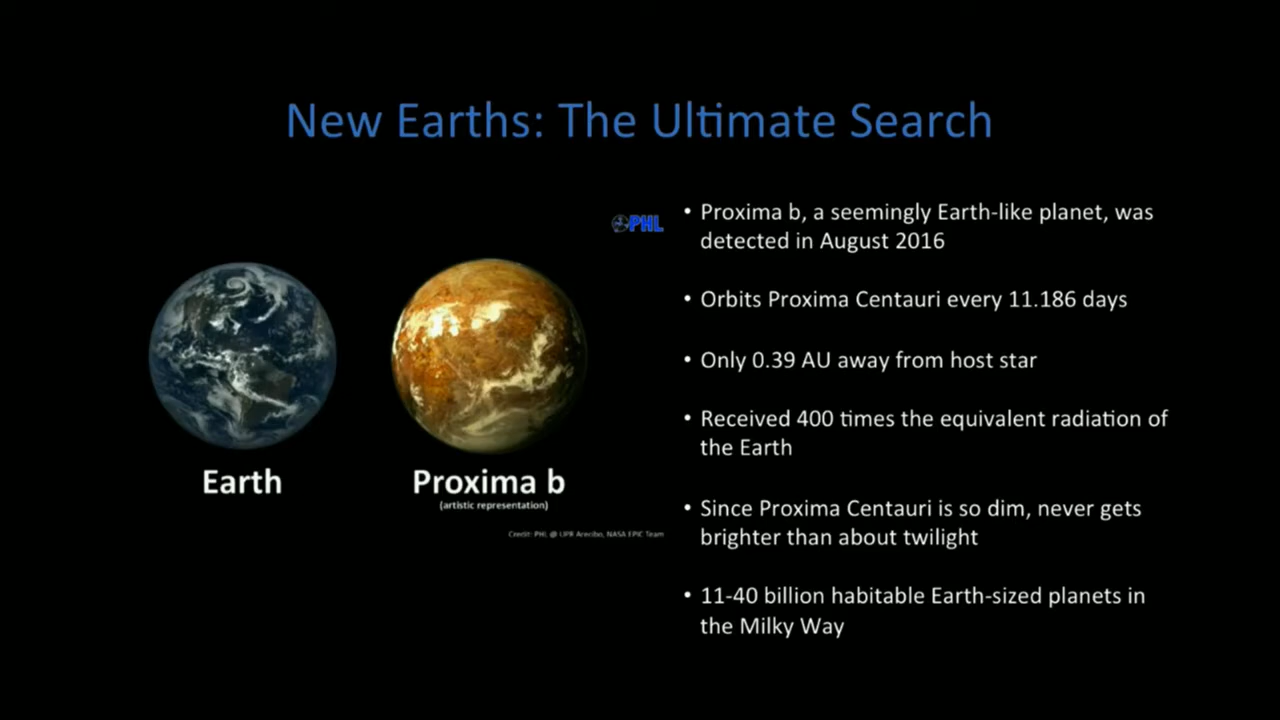 New Earths: The Ultimate Search
PHL
Earth
Proxima b
(artistic representation)
Credit: PHL @ UPR Arecibo, NASA EPIC Team
• Proxima b, a seemingly Earth-like planet, was
detected in August 2016
• Orbits Proxima Centauri every 11.186 days
• Only 0.39 AU away from host star
• Received 400 times the equivalent radiation of
the Earth
• Since Proxima Centauri is so dim, never gets
brighter than about twilight
• 11-40 billion habitable Earth-sized planets in
the Milky Way